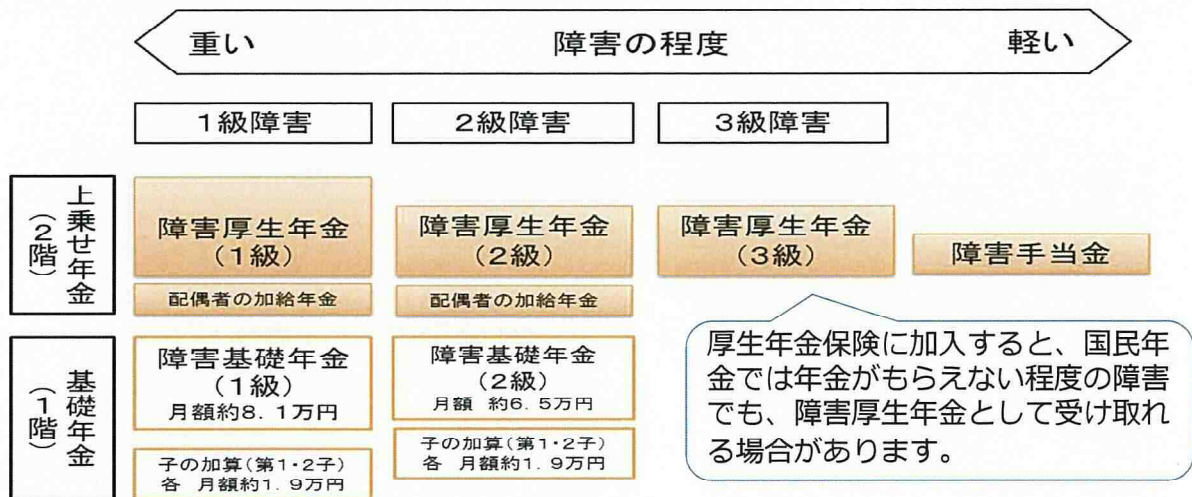 重い 障害の程度 軽い
1級障害 2級障害 3級障害
上乗せ年金
(2階)
障害厚生年金
(1級)
配偶者の加給年金
障害厚生年金
(2級)
配偶者の加給年金
障害厚生年金
(3級)
障害手当金
基礎年金
(1階)
障害基礎年金
(1級)
月額約8.1万円
子の加算(第1・2子)
各 月額約1.9万円
障害基礎年金
(2級)
月額 約6.5万円
子の加算(第1・2子)
各 月額約1.9万円
厚生年金保険に加入すると、国民年
金では年金がもらえない程度の障害
でも、障害厚生年金として受け取れ
る場合があります。